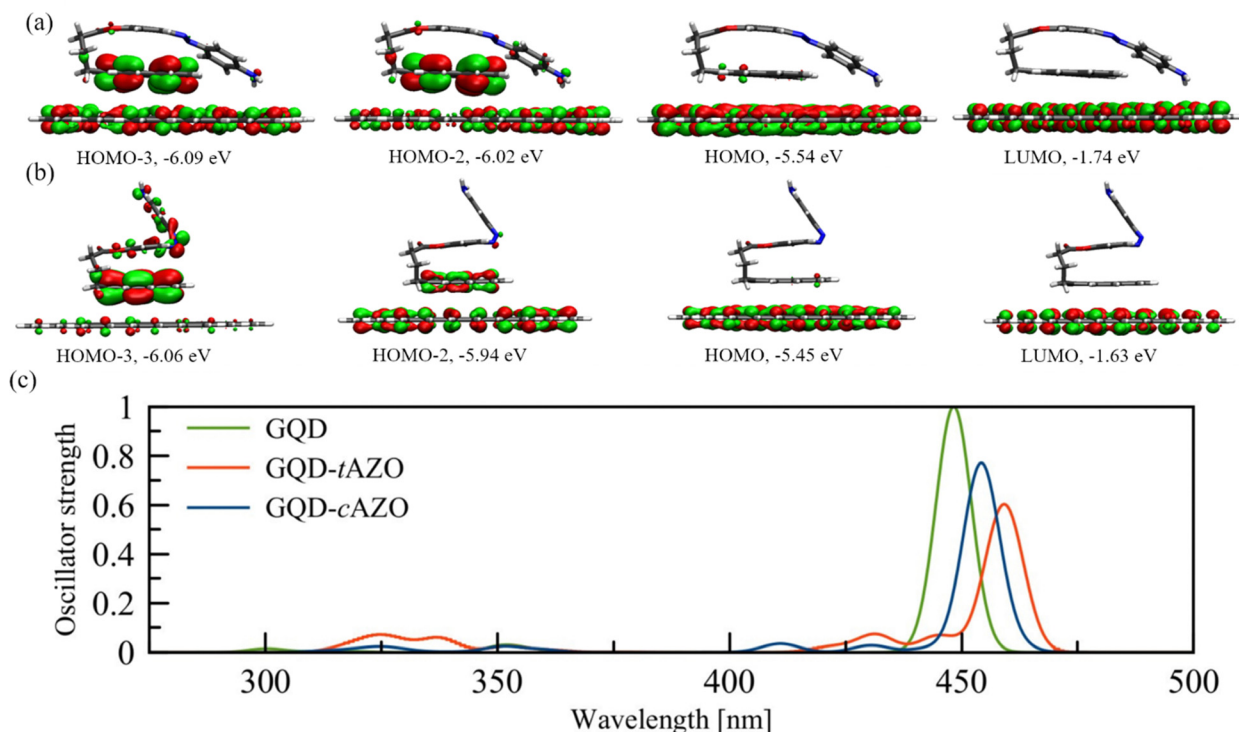 (a)
HOMO-3, -6.09 eV HOMO-2, -6.02 eV HOMO, -5.54 eV LUMO, -1.74 eV
(b)
HOMO-3, -6.06 eV HOMO-2, -5.94 eV HOMO, -5.45 eV LUMO, -1.63 eV
(c)
Oscillator strength
1
0.8
0.6
0.4
0.2
0
GQD
GQD-tAZO
GQD-cAZO
300 350 400 450 500
Wavelength [nm]